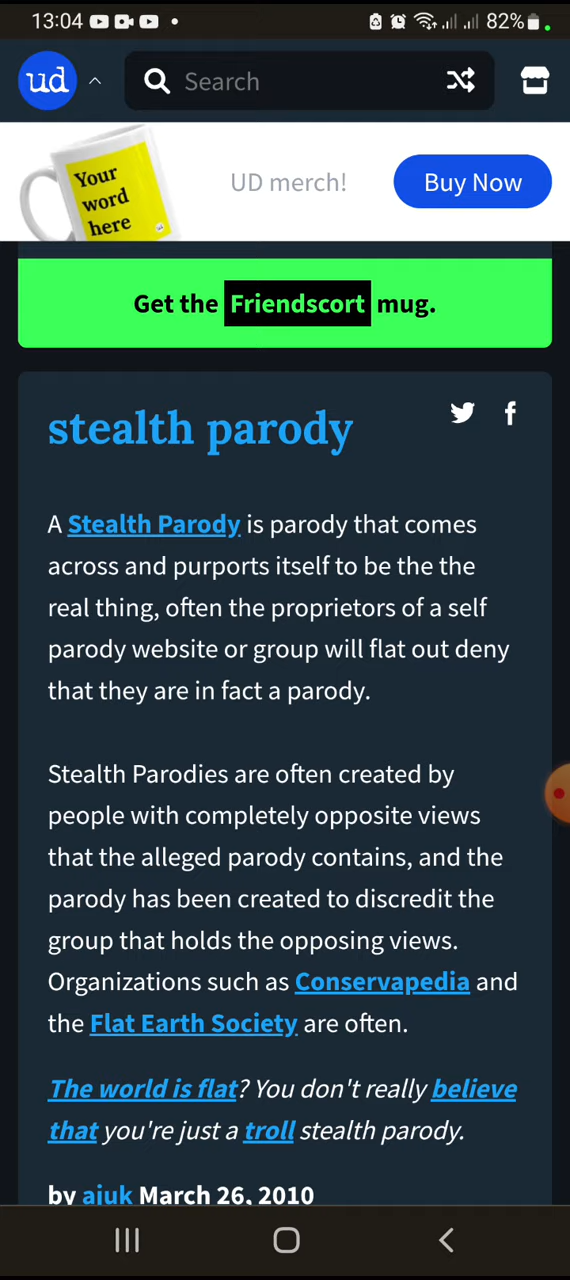 13:04 82%
ud Search
Your
word
here
UD merch! Buy Now
Get the Friendscort mug.
stealth parody
A Stealth Parody is parody that comes
across and purports itself to be the the
real thing, often the proprietors of a self
parody website or group will flat out deny
that they are in fact a parody.
Stealth Parodies are often created by
people with completely opposite views
that the alleged parody contains, and the
parody has been created to discredit the
group that holds the opposing views.
Organizations such as Conservapedia and
the Flat Earth Society are often.
The world is flat? You don't really believe
that you're just a troll stealth parody.
by aiuk March 26, 2010